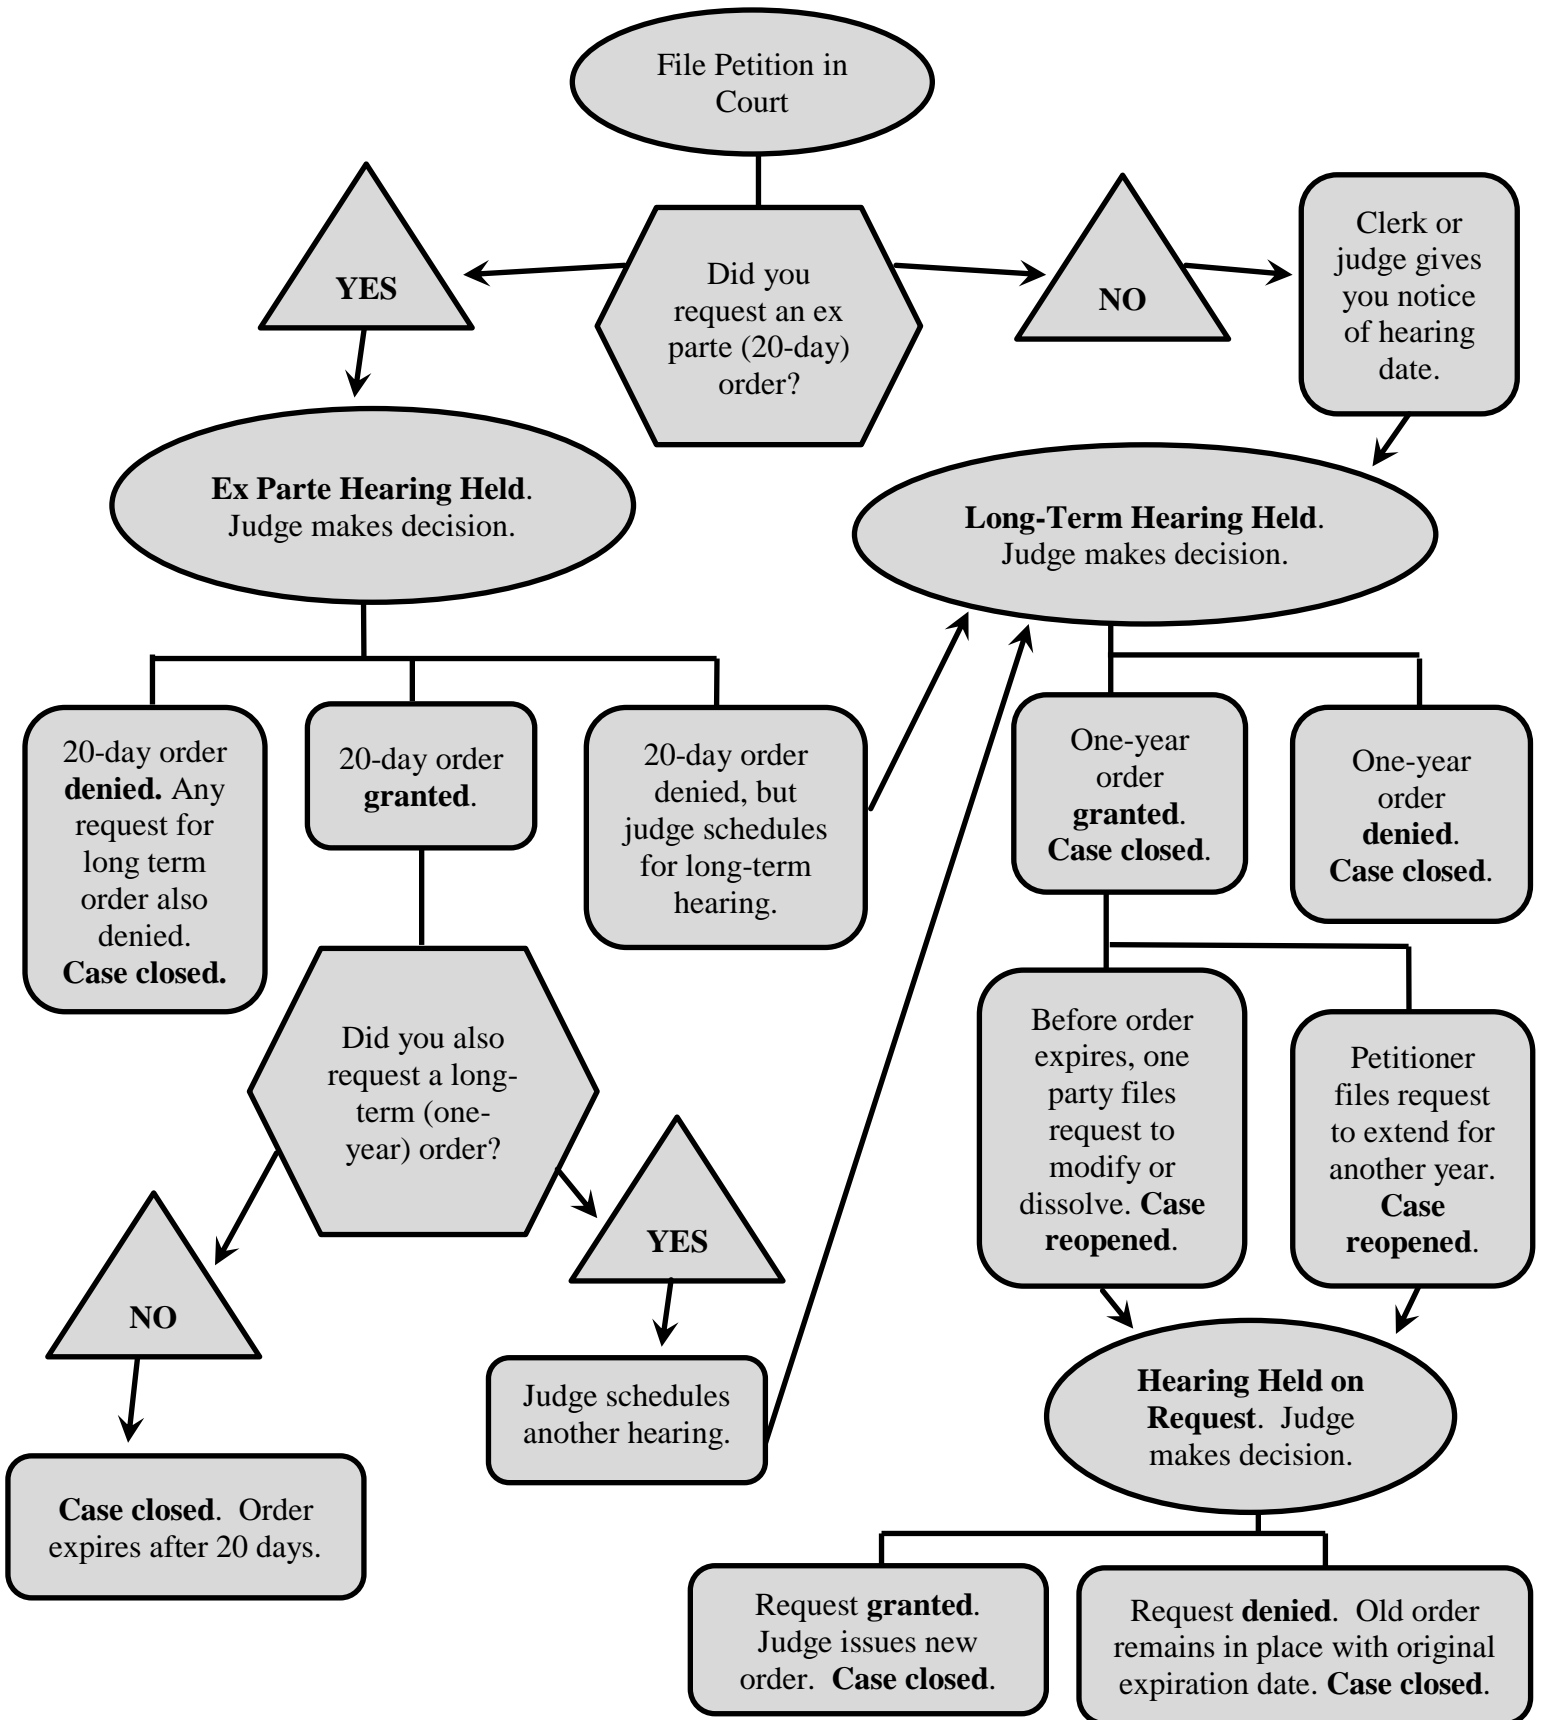 File Petition in
Court
YES
Did you
request an ex
parte (20-day)
order?
NO
Clerk or
judge gives
you notice
of hearing
date.
Ex Parte Hearing Held.
Judge makes decision.
Long-Term Hearing Held.
Judge makes decision.
20-day order
denied. Any
request for
long term
order also
denied.
Case closed.
20-day order
granted.
20-day order
denied, but
judge schedules
for long-term
hearing.
One-year
order
granted.
Case closed.
One-year
order
denied.
Case closed.
Did you also
request a long-
term (one-
year) order?
Before order
expires, one
party files
request to
modify or
dissolve. Case
reopened.
Petitioner
files request
to extend for
another year.
Case
reopened.
NO
YES
Judge schedules
another hearing.
Hearing Held on
Request.  Judge
makes decision.
Case closed.  Order
expires after 20 days.
Request granted.
Judge issues new
order.  Case closed.
Request denied.  Old order
remains in place with original
expiration date. Case closed.